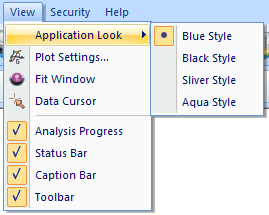 View Security Help
Application Look
Plot Settings...
Fit Window
Data Cursor
Analysis Progress
Status Bar
Caption Bar
Toolbar
Blue Style
Black Style
Sliver Style
Aqua Style